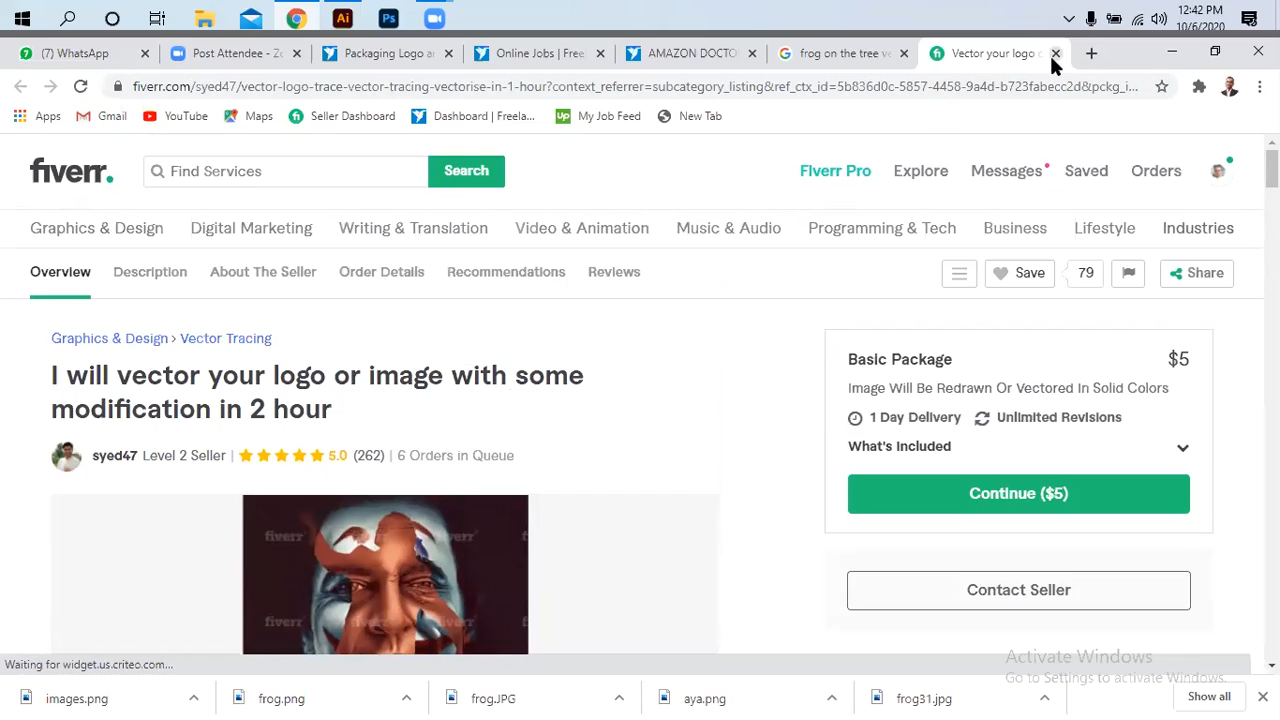 12:42 PM
10/6/2020
(7) WhatsApp
Post Attendee - Zo
Packaging Logo a
Online Jobs | Free
AMAZON DOCTO
frog on the tree ve
Vector your logo o
fiverr.com/syed47/vector-logo-trace-vector-tracing-vectorise-in-1-hour?context_referrer=subcategory_listing&ref_ctx_id=5b836d0c-5857-4458-9a4d-b723fabecc2d&pckg_i...
Apps Gmail YouTube Maps Seller Dashboard Dashboard | Freela... My Job Feed New Tab
fiverr. Find Services Search Fiverr Pro Explore Messages Saved Orders
Graphics & Design Digital Marketing Writing & Translation Video & Animation Music & Audio Programming & Tech Business Lifestyle Industries
Overview Description About The Seller Order Details Recommendations Reviews Save 79 Share
Graphics & Design › Vector Tracing
I will vector your logo or image with some
modification in 2 hour
syed47 Level 2 Seller | 5.0 (262) | 6 Orders in Queue
fiverr fiverr
fiverr fiverr
Basic Package $5
Image Will Be Redrawn Or Vectored In Solid Colors
1 Day Delivery Unlimited Revisions
What's Included
Continue ($5)
Contact Seller
Activate Windows
Go to Settings to activate Windows.
Waiting for widget.us.criteo.com...
images.png frog.png frog.JPG aya.png frog31.jpg Show all